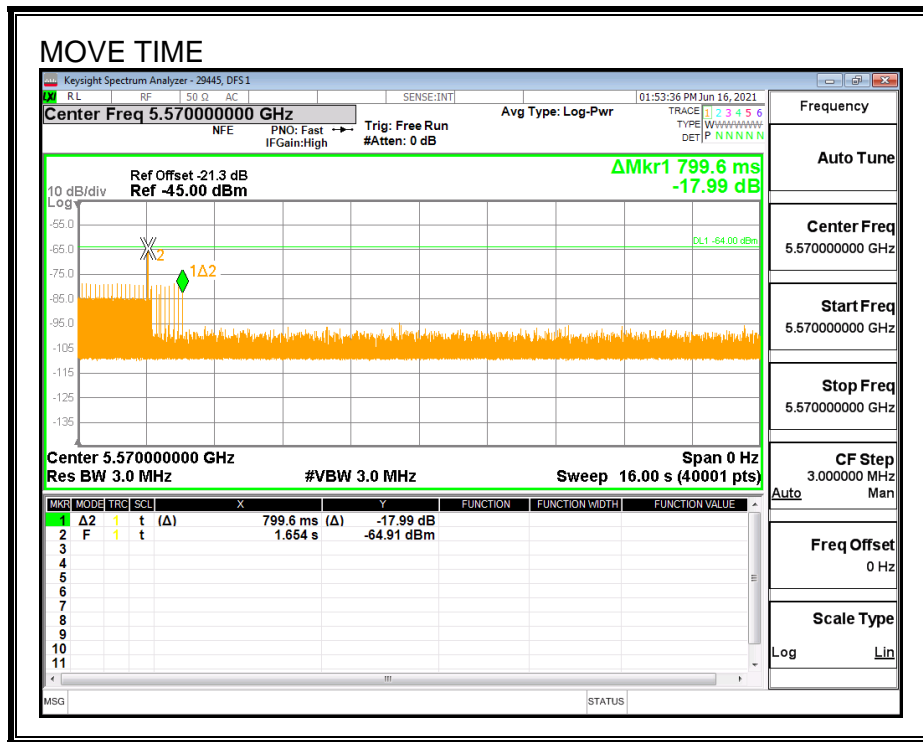 MOVE TIME
Keysight Spectrum Analyzer - 29445, DFS 1
LXI RL RF 50 Ω AC SENSE:INT 01:53:36 PM Jun 16, 2021
Center Freq 5.570000000 GHz Avg Type: Log-Pwr TRACE 1 2 3 4 5 6
NFE PNO: Fast Trig: Free Run TYPE WWWWWW
IFGain:High #Atten: 0 dB DET P N N N N N
ΔMkr1 799.6 ms
Ref Offset -21.3 dB
10 dB/div Ref -45.00 dBm -17.99 dB
Log
-55.0
-65.0 2 DL1 -64.00 dBm
-75.0 1Δ2
-85.0
-95.0
-105
-115
-125
-135
Center 5.570000000 GHz Span 0 Hz
Res BW 3.0 MHz #VBW 3.0 MHz Sweep 16.00 s (40001 pts)
MKR MODE TRC SCL X Y FUNCTION FUNCTION WIDTH FUNCTION VALUE
1 Δ2 1 t (Δ) 799.6 ms (Δ) -17.99 dB
2 F 1 t 1.654 s -64.91 dBm
3
4
5
6
7
8
9
10
11
MSG STATUS
Frequency
Auto Tune
Center Freq
5.570000000 GHz
Start Freq
5.570000000 GHz
Stop Freq
5.570000000 GHz
CF Step
3.000000 MHz
Auto Man
Freq Offset
0 Hz
Scale Type
Log Lin